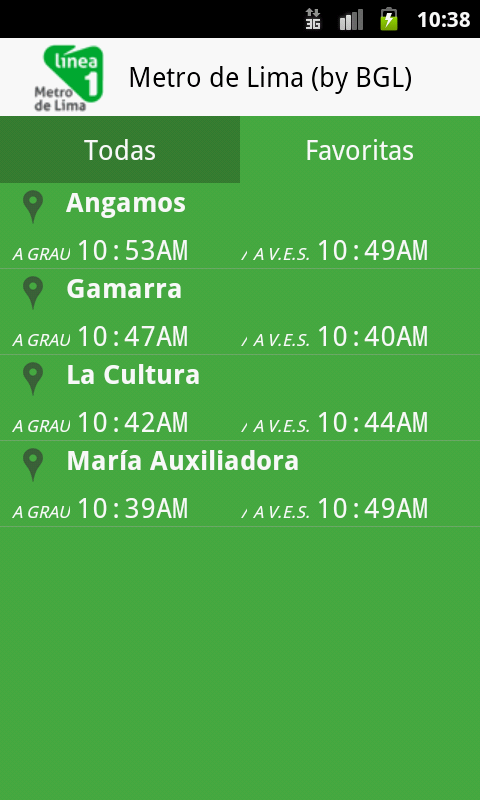 3G 10:38
línea 1
Metro de Lima
Metro de Lima (by BGL)
Todas Favoritas
Angamos
A GRAU 10:53AM A V.E.S. 10:49AM
Gamarra
A GRAU 10:47AM A V.E.S. 10:40AM
La Cultura
A GRAU 10:42AM A V.E.S. 10:44AM
María Auxiliadora
A GRAU 10:39AM A V.E.S. 10:49AM